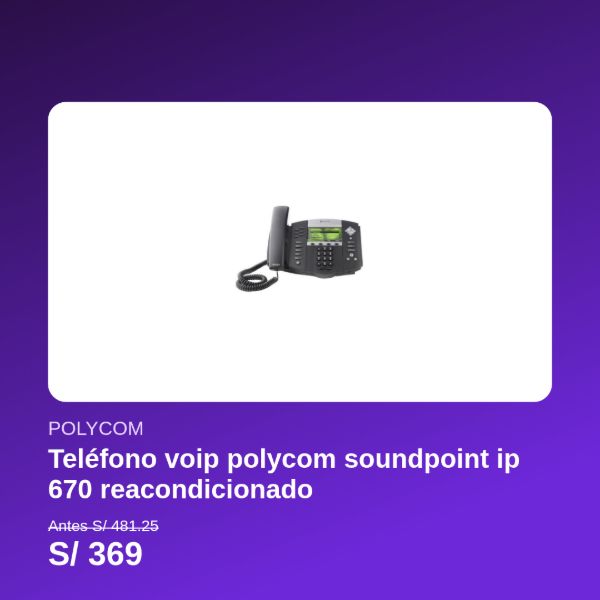 POLYCOM
Teléfono voip polycom soundpoint ip
670 reacondicionado
Antes S/ 481.25
S/ 369